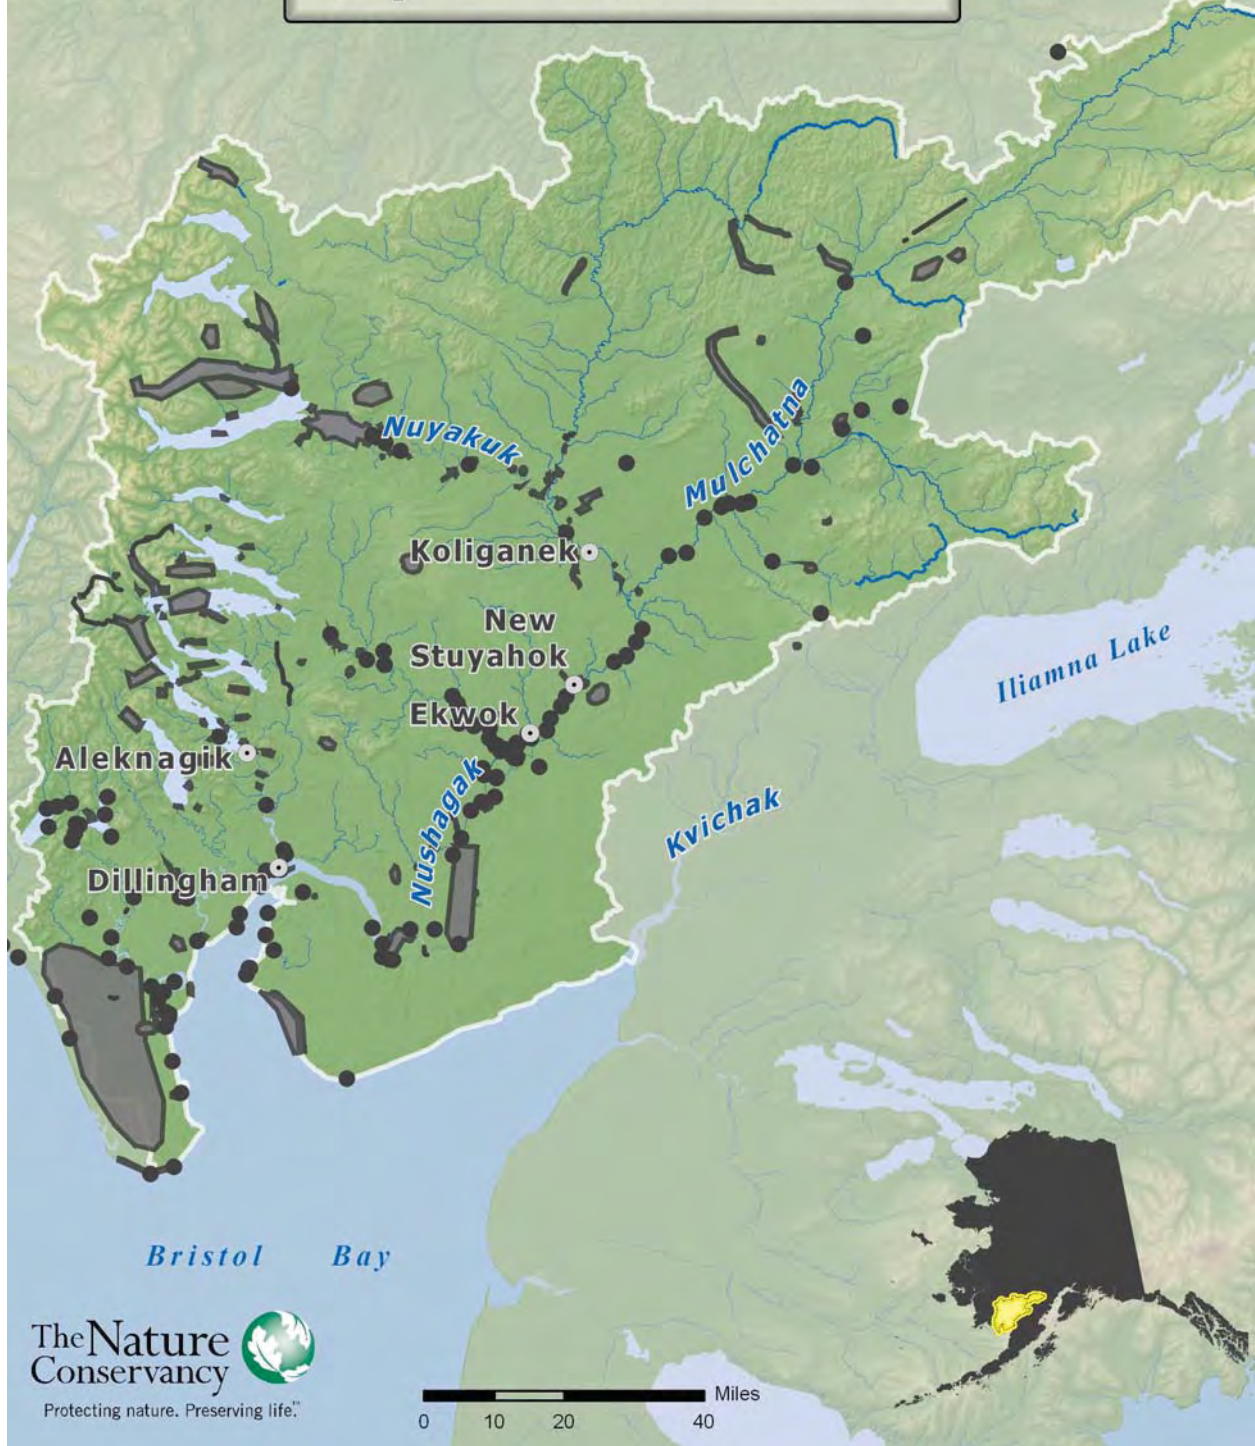 Nuyakuk
Mulchatna
Koliganek
New
Stuyahok
Iliamna Lake
Ekwok
Aleknagik
Nushagak
Kvichak
Dillingham
Bristol Bay
The Nature
Conservancy
Protecting nature. Preserving life.™
Miles
0 10 20 40